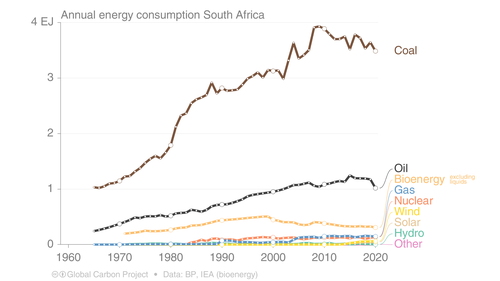 Annual energy consumption South Africa
4 EJ
3
2
1
0
Coal
Oil
Bioenergy excluding
liquids
Gas
Nuclear
Wind
Solar
Hydro
Other
1960 1970 1980 1990 2000 2010 2020
Global Carbon Project • Data: BP, IEA (bioenergy)